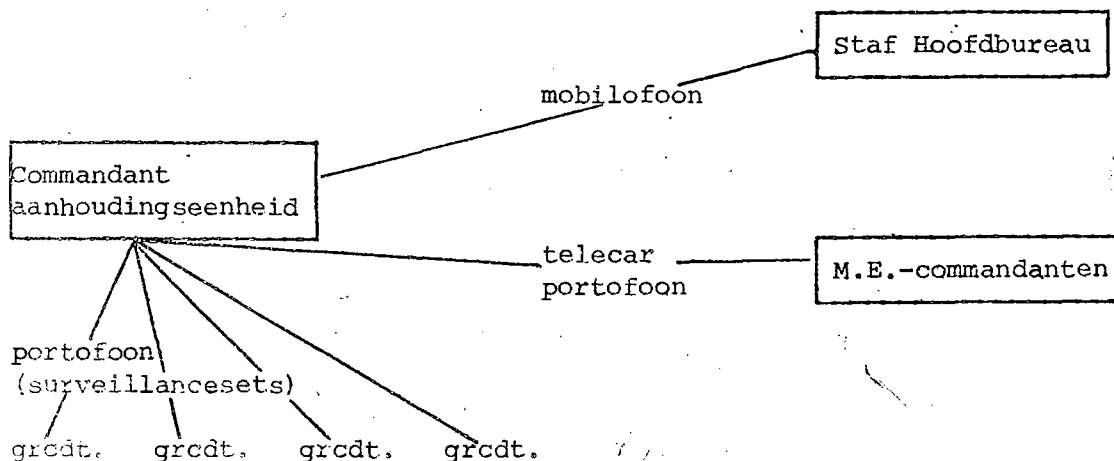 Staf Hoofdbureau
mobilofoon
Commandant
aanhoudingseenheid
telecar
portofoon
M.E.-commandanten
portofoon
(surveillancesets)
grcdt. grcdt. grcdt. grcdt.